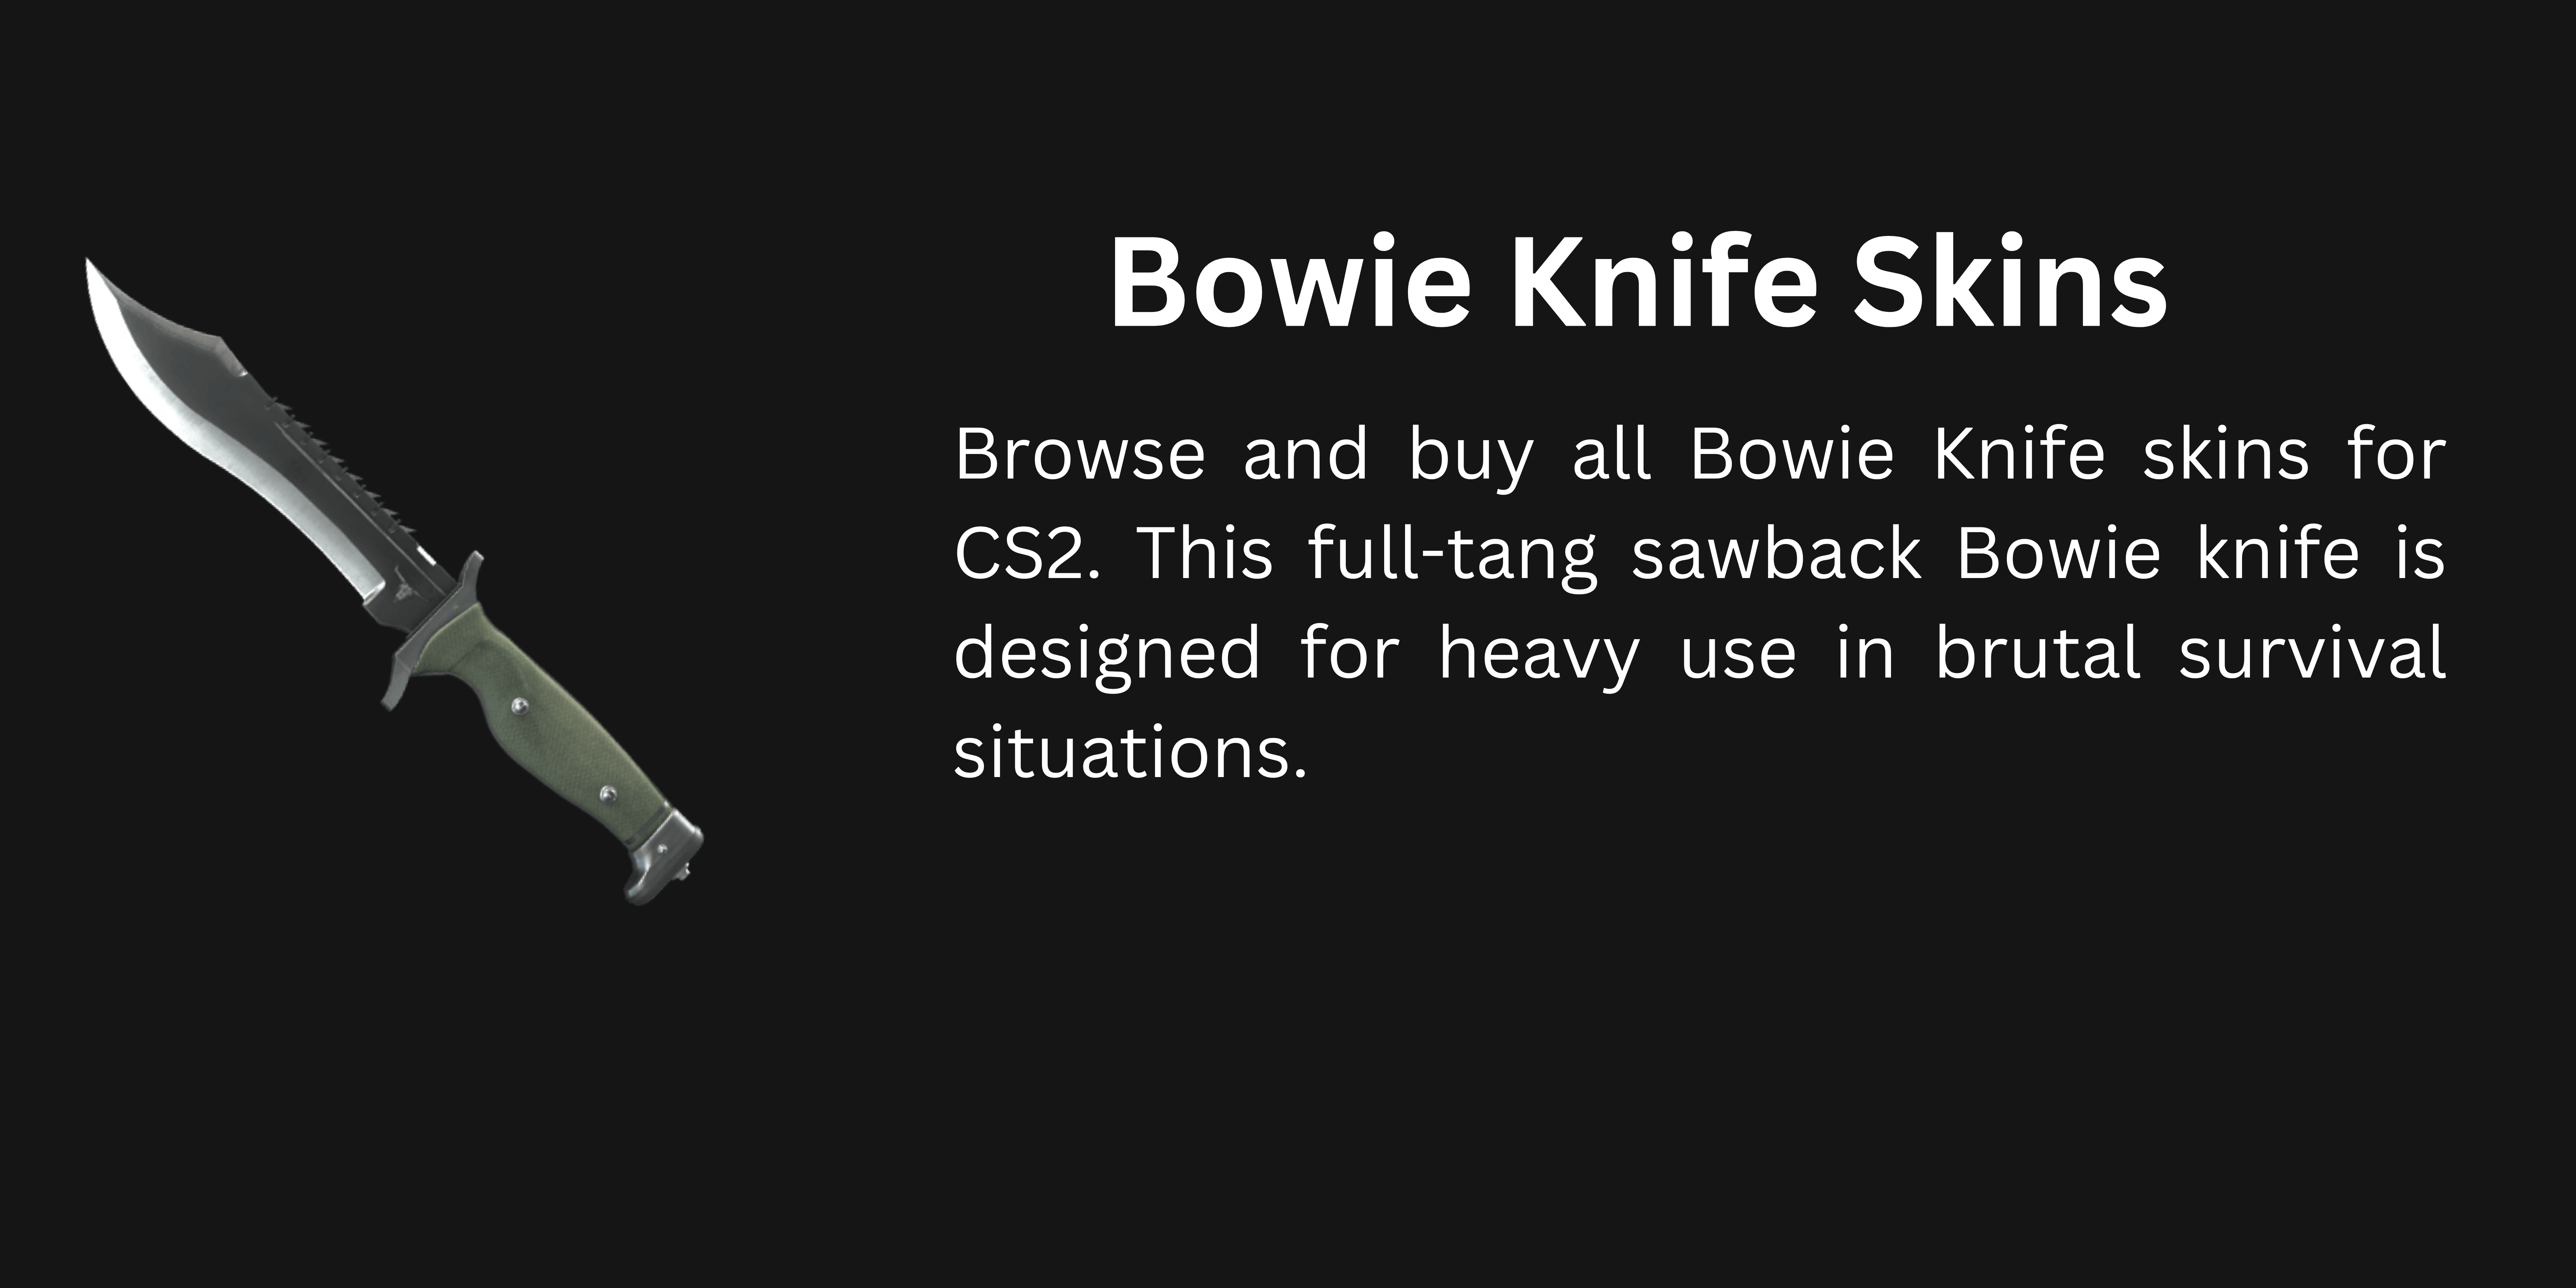 Bowie Knife Skins
Browse and buy all Bowie Knife skins for
CS2. This full-tang sawback Bowie knife is
designed for heavy use in brutal survival
situations.